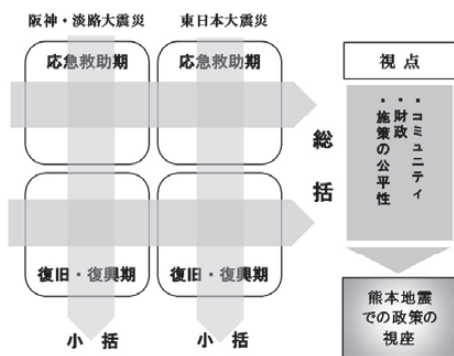 阪神・淡路大震災
東日本大震災
応急救助期
応急救助期
復旧・復興期
復旧・復興期
小括
小括
総括
視点
・コミュニティ
・財政
・施策の公平性
熊本地震
での政策の
視座